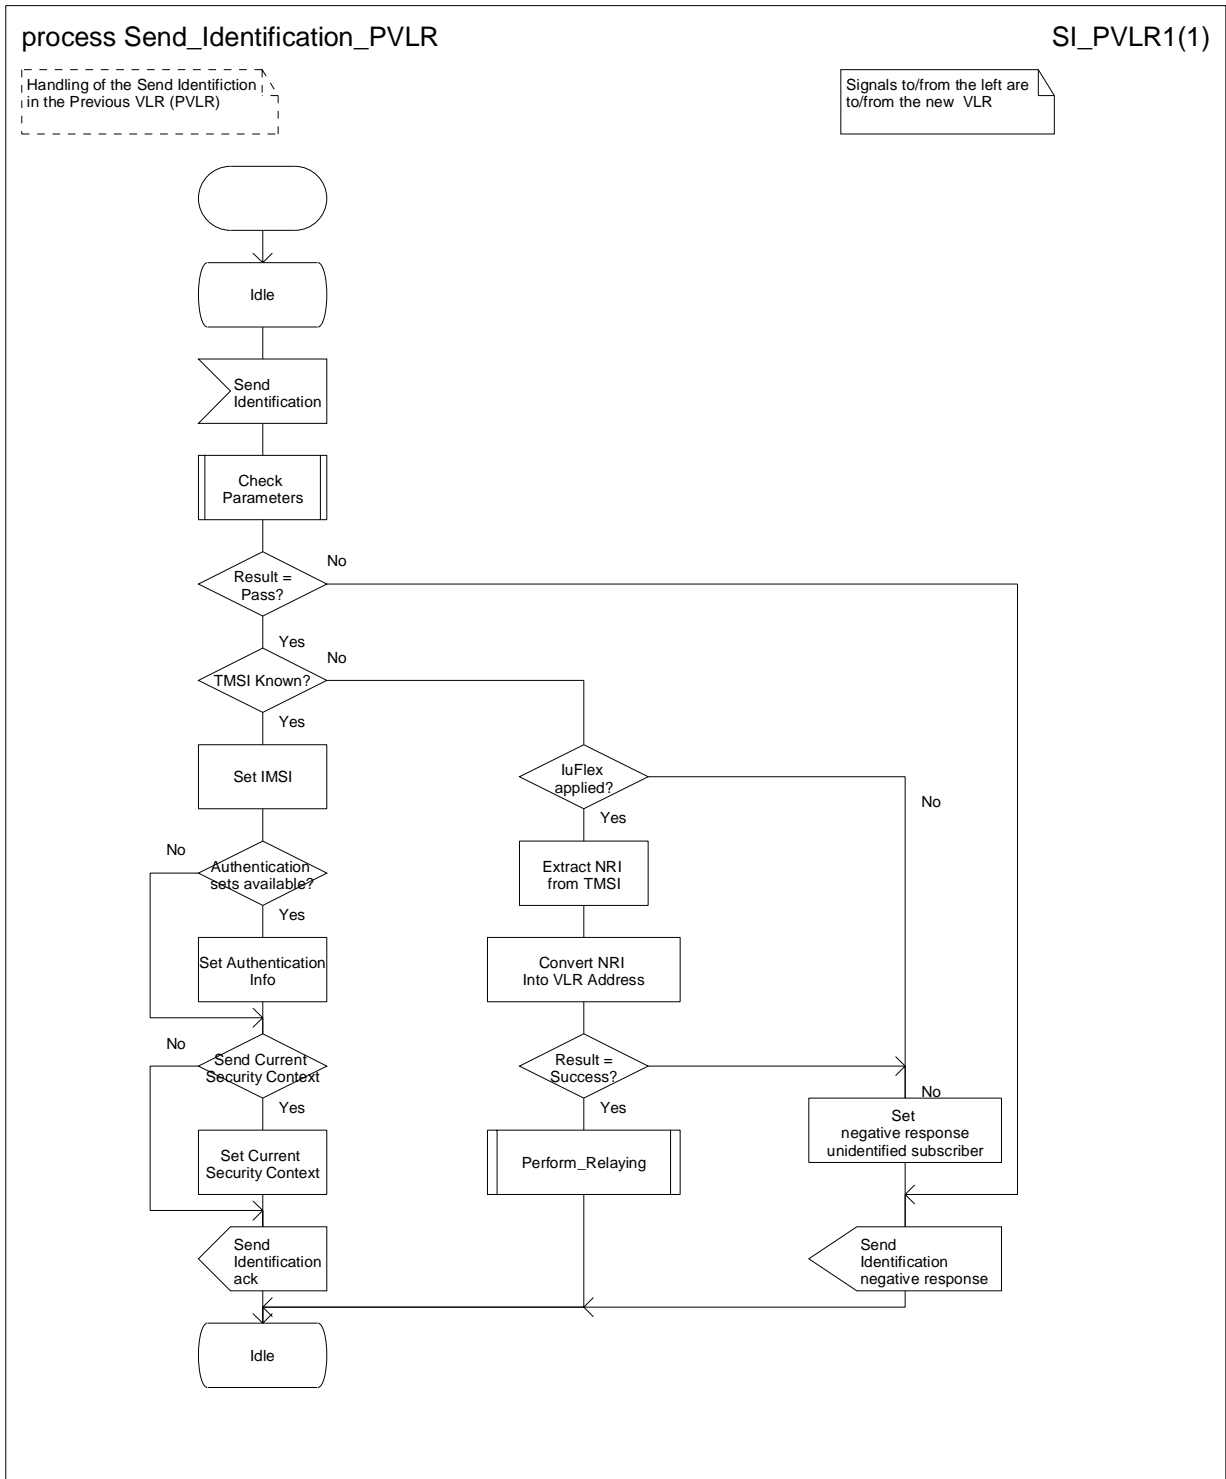 process Send_Identification_PVLR
SI_PVLR1(1)
Handling of the Send Identifiction
in the Previous VLR (PVLR)
Signals to/from the left are
to/from the new VLR
Idle
Send
Identification
Check
Parameters
No
Result =
Pass?
Yes
No
TMSI Known?
Yes
Set IMSI
IuFlex
applied?
No
Yes
No
Authentication
sets available?
Extract NRI
from TMSI
Yes
Set Authentication
Info
Convert NRI
Into VLR Address
No
Send Current
Security Context
Result =
Success?
No
Yes
Yes
Set
negative response
unidentified subscriber
Set Current
Security Context
Perform_Relaying
Send
Identification
ack
Send
Identification
negative response
Idle